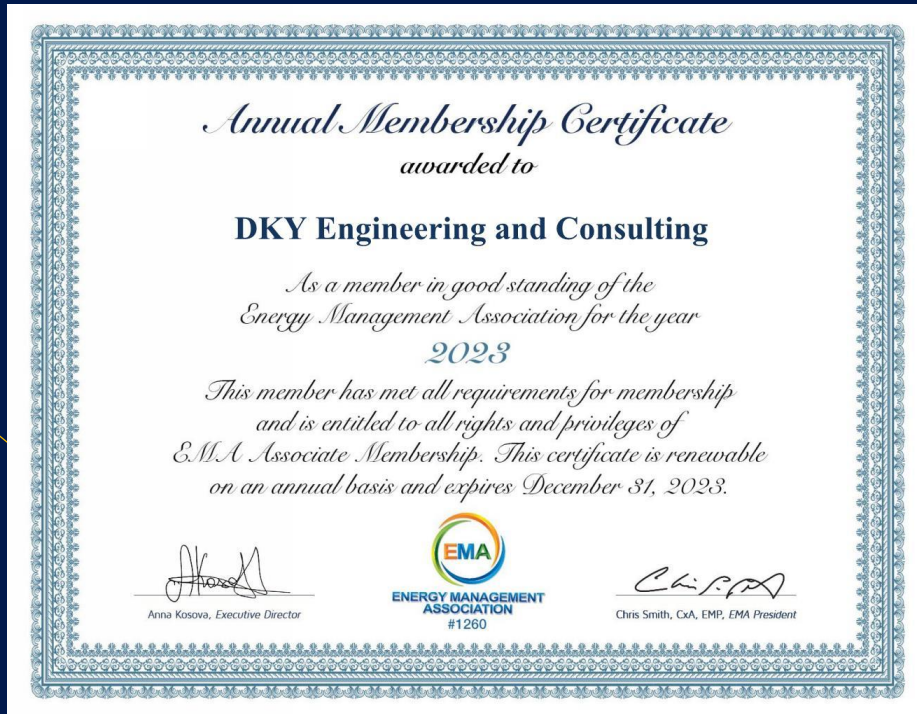 Annual Membership Certificate
awarded to
DKY Engineering and Consulting
As a member in good standing of the
Energy Management Association for the year
2023
This member has met all requirements for membership
and is entitled to all rights and privileges of
EMA Associate Membership. This certificate is renewable
on an annual basis and expires December 31, 2023.
EMA
ENERGY MANAGEMENT
ASSOCIATION
#1260
Anna Kosova, Executive Director
Chris Smith, CxA, EMP, EMA President